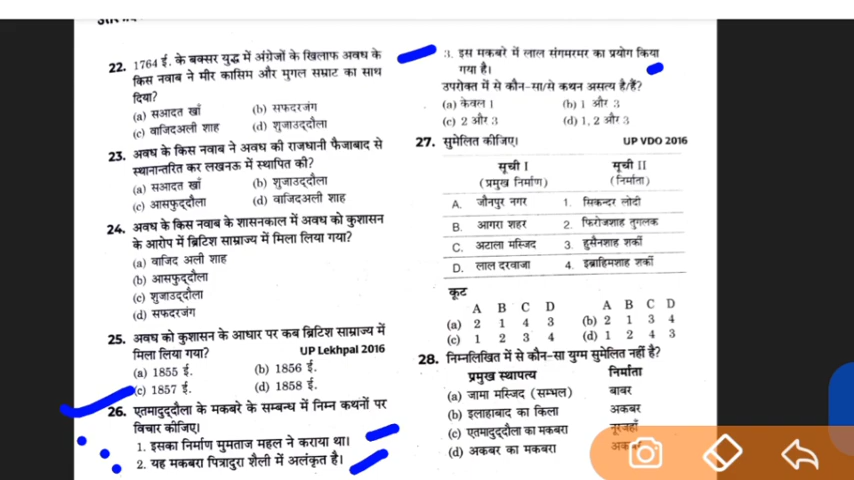 22. 1764 ई. के बक्सर युद्ध में अंग्रेजों के खिलाफ अवध के
किस नवाब ने मीर कासिम और मुगल सम्राट का साथ
दिया?
(a) सआदत खाँ (b) सफदरजंग
(c) वाजिदअली शाह (d) शुजाउद्दौला
23. अवध के किस नवाब ने अवध की राजधानी फैजाबाद से
स्थानान्तरित कर लखनऊ में स्थापित की?
(a) सआदत खाँ (b) शुजाउद्दौला
(c) आसफुद्दौला (d) वाजिदअली शाह
24. अवध के किस नवाब के शासनकाल में अवध को कुशासन
के आरोप में ब्रिटिश साम्राज्य में मिला लिया गया?
(a) वाजिद अली शाह
(b) आसफुद्दौला
(c) शुजाउद्दौला
(d) सफदरजंग
25. अवध को कुशासन के आधार पर कब ब्रिटिश साम्राज्य में
मिला लिया गया? UP Lekhpal 2016
(a) 1855 ई. (b) 1856 ई.
(c) 1857 ई. (d) 1858 ई.
26. एतमादुद्दौला के मकबरे के सम्बन्ध में निम्न कथनों पर
विचार कीजिए।
1. इसका निर्माण मुमताज महल ने कराया था।
2. यह मकबरा पित्रादुरा शैली में अलंकृत है।
3. इस मकबरे में लाल संगमरमर का प्रयोग किया
गया है।
उपरोक्त में से कौन-सा/से कथन असत्य है/हैं?
(a) केवल 1 (b) 1 और 3
(c) 2 और 3 (d) 1, 2 और 3
27. सुमेलित कीजिए। UP VDO 2016
सूची I सूची II
(प्रमुख निर्माण) (निर्माता)
A. जौनपुर नगर 1. सिकन्दर लोदी
B. आगरा शहर 2. फिरोजशाह तुगलक
C. अटाला मस्जिद 3. हुसैनशाह शर्की
D. लाल दरवाजा 4. इब्राहिमशाह शर्की
कूट
A B C D A B C D
(a) 2 1 4 3 (b) 2 1 3 4
(c) 1 2 3 4 (d) 1 2 4 3
28. निम्नलिखित में से कौन-सा युग्म सुमेलित नहीं है?
प्रमुख स्थापत्य निर्माता
(a) जामा मस्जिद (सम्भल) बाबर
(b) इलाहाबाद का किला अकबर
(c) एतमादुद्दौला का मकबरा नूरजहाँ
(d) अकबर का मकबरा